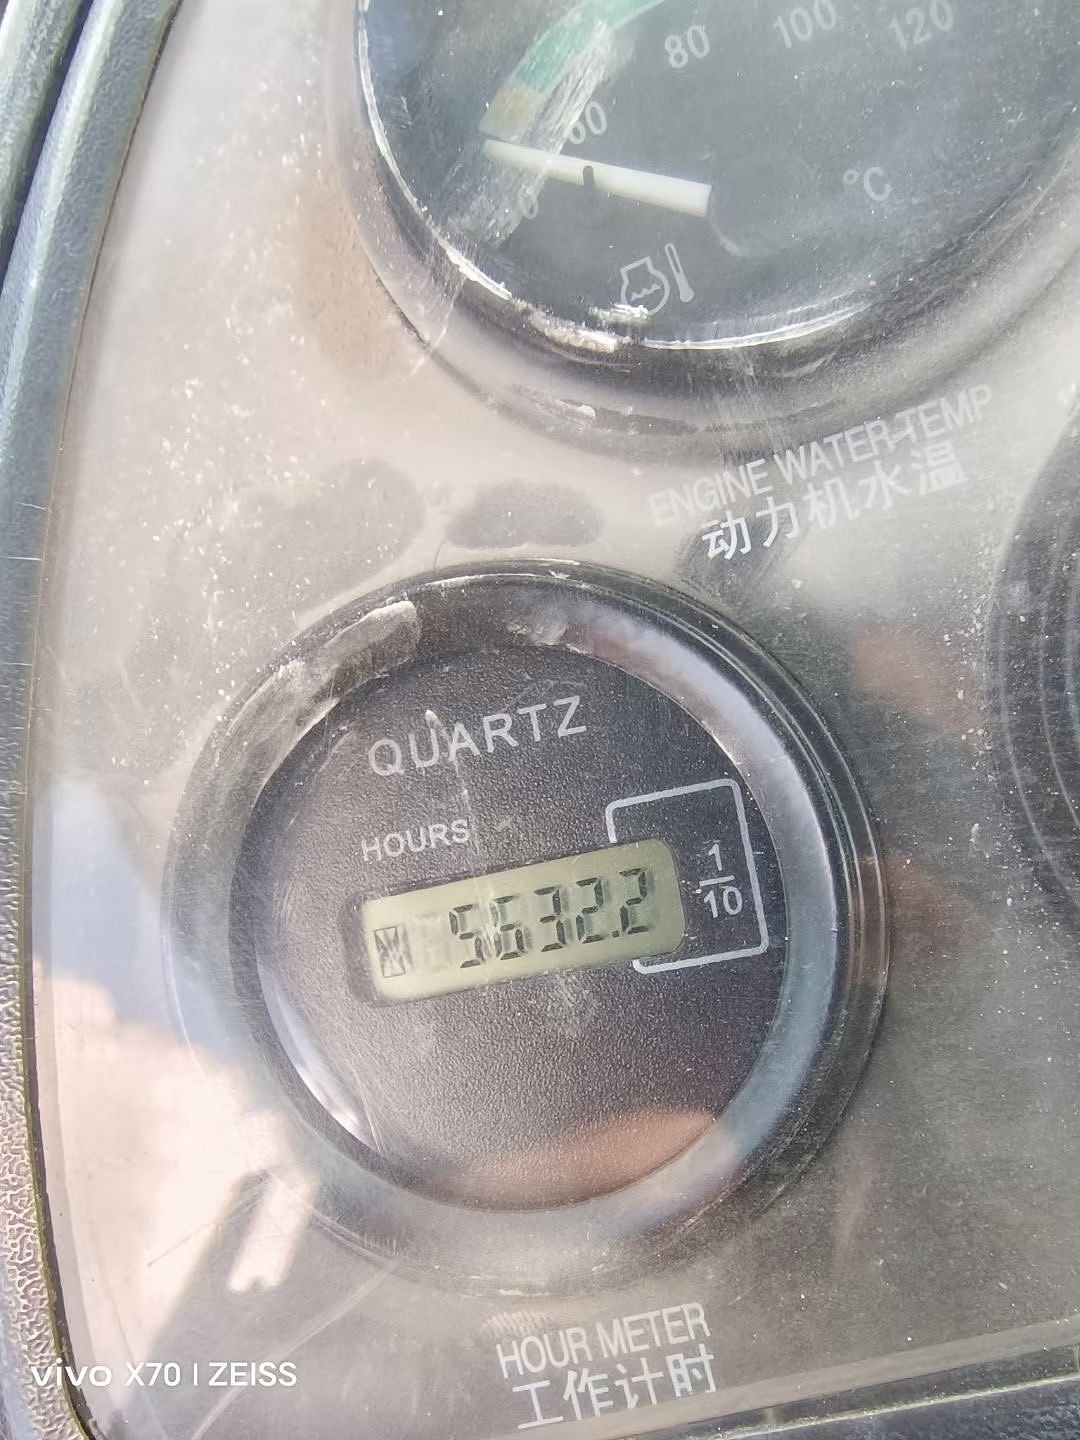 80
100
120
60
40
°C
ENGINE WATER TEMP
动力机水温
QUARTZ
HOURS
5632.2
1
10
HOUR METER
工作计时
vivo X70 | ZEISS